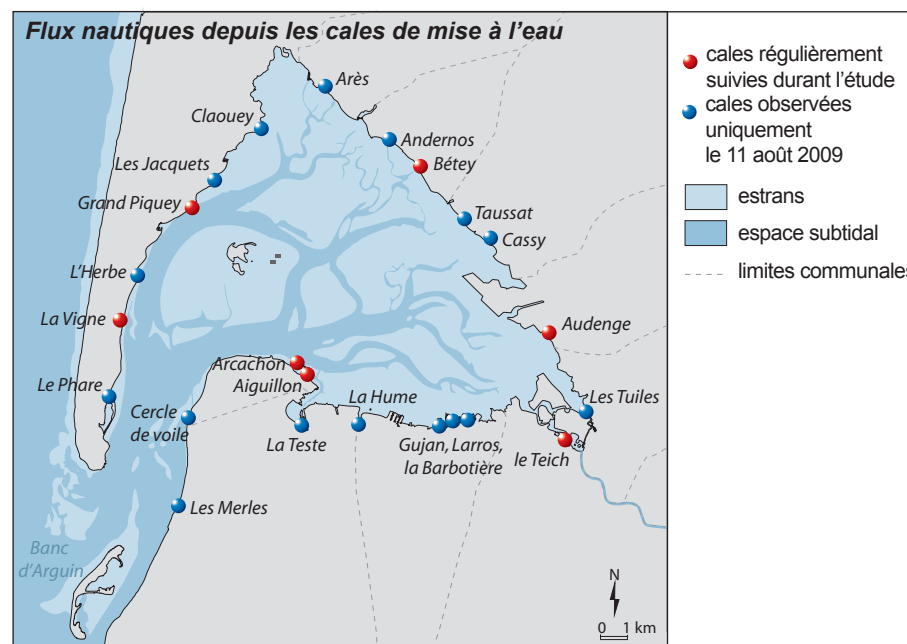 Flux nautiques depuis les cales de mise à l'eau
cales régulièrement
suivies durant l'étude
cales observées
uniquement
le 11 août 2009
estrans
espace subtidal
limites communales
Arès
Claouey
Andernos
Bétey
Les Jacquets
Grand Piquey
Taussat
Cassy
L'Herbe
La Vigne
Audenge
Arcachon
Aiguillon
Le Phare
La Hume
Les Tuiles
Cercle
de voile
La Teste
Gujan, Larros,
la Barbotière
le Teich
Les Merles
Banc
d'Arguin
N
0 1 km